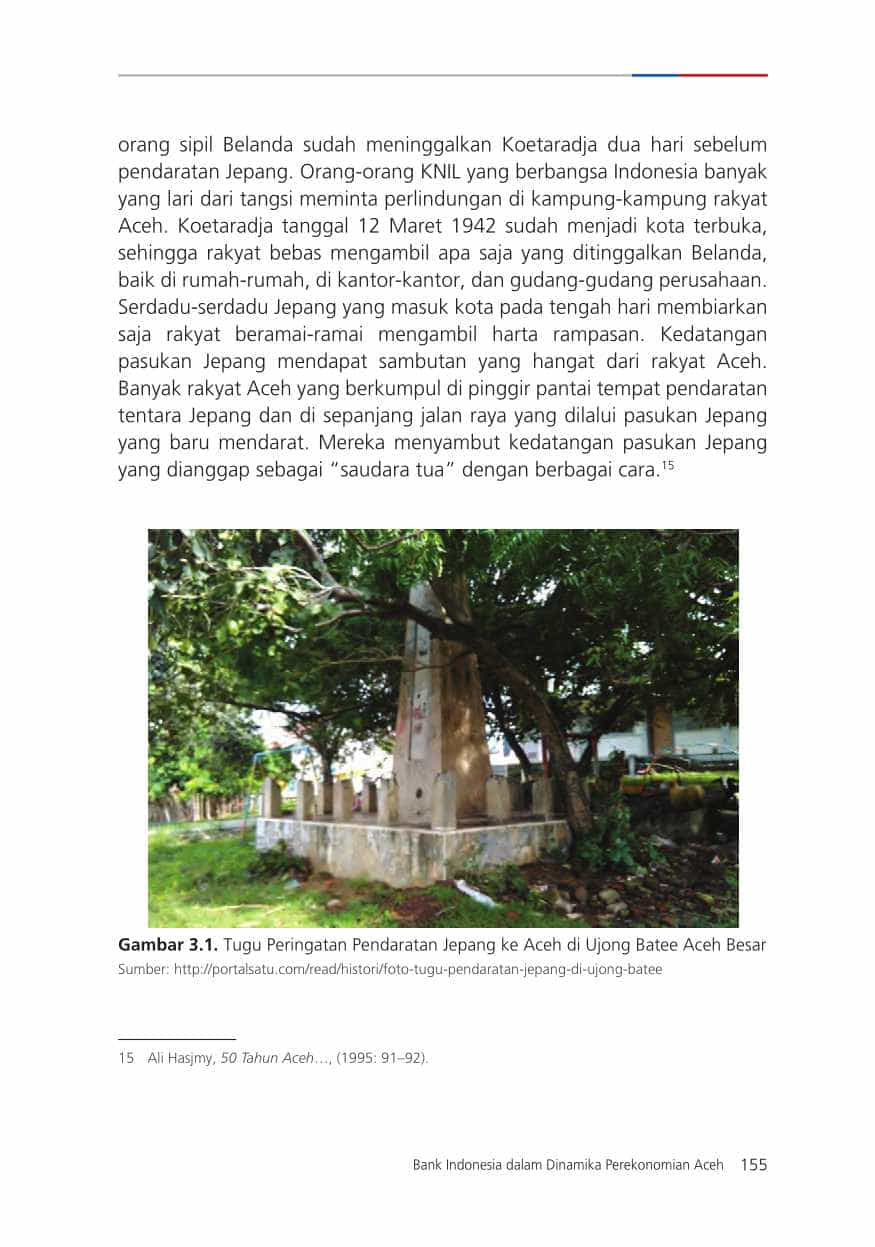 orang sipil Belanda sudah meninggalkan Koetaradja dua hari sebelum
pendaratan Jepang. Orang-orang KNIL yang berbangsa Indonesia banyak
yang lari dari tangsi meminta perlindungan di kampung-kampung rakyat
Aceh. Koetaradja tanggal 12 Maret 1942 sudah menjadi kota terbuka,
sehingga rakyat bebas mengambil apa saja yang ditinggalkan Belanda,
baik di rumah-rumah, di kantor-kantor, dan gudang-gudang perusahaan.
Serdadu-serdadu Jepang yang masuk kota pada tengah hari membiarkan
saja rakyat beramai-ramai mengambil harta rampasan. Kedatangan
pasukan Jepang mendapat sambutan yang hangat dari rakyat Aceh.
Banyak rakyat Aceh yang berkumpul di pinggir pantai tempat pendaratan
tentara Jepang dan di sepanjang jalan raya yang dilalui pasukan Jepang
yang baru mendarat. Mereka menyambut kedatangan pasukan Jepang
yang dianggap sebagai “saudara tua” dengan berbagai cara.15
Gambar 3.1. Tugu Peringatan Pendaratan Jepang ke Aceh di Ujong Batee Aceh Besar
Sumber: http://portalsatu.com/read/histori/foto-tugu-pendaratan-jepang-di-ujong-batee
15 Ali Hasjmy, 50 Tahun Aceh…, (1995: 91–92).
Bank Indonesia dalam Dinamika Perekonomian Aceh 155